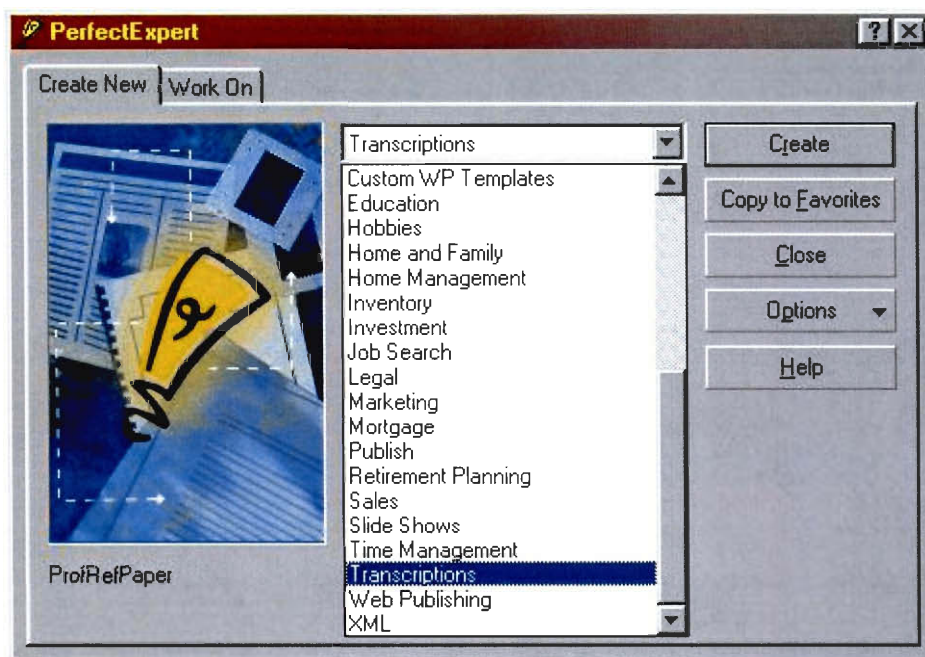 PerfectExpert
Create New
Work On
Transcriptions
Custom WP Templates
Education
Hobbies
Home and Family
Home Management
Inventory
Investment
Job Search
Legal
Marketing
Mortgage
Publish
Retirement Planning
Sales
Slide Shows
Time Management
Transcriptions
Web Publishing
XML
Create
Copy to Favorites
Close
Options
Help
ProfRefPaper